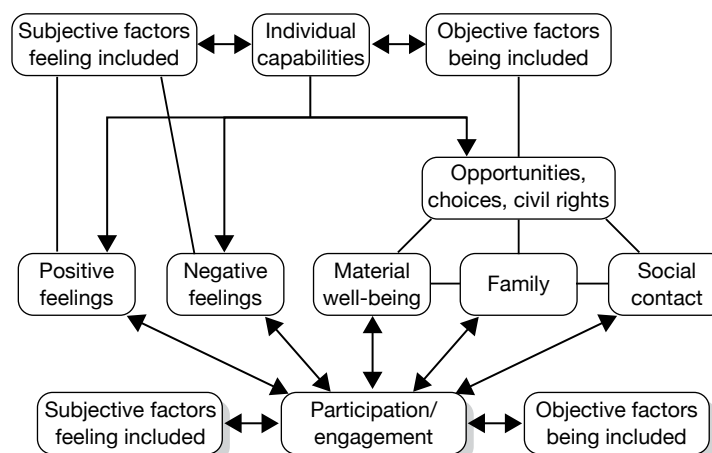 Subjective factors
feeling included
Individual
capabilities
Objective factors
being included
Opportunities,
choices, civil rights
Positive
feelings
Negative
feelings
Material
well-being
Family
Social
contact
Subjective factors
feeling included
Participation/
engagement
Objective factors
being included